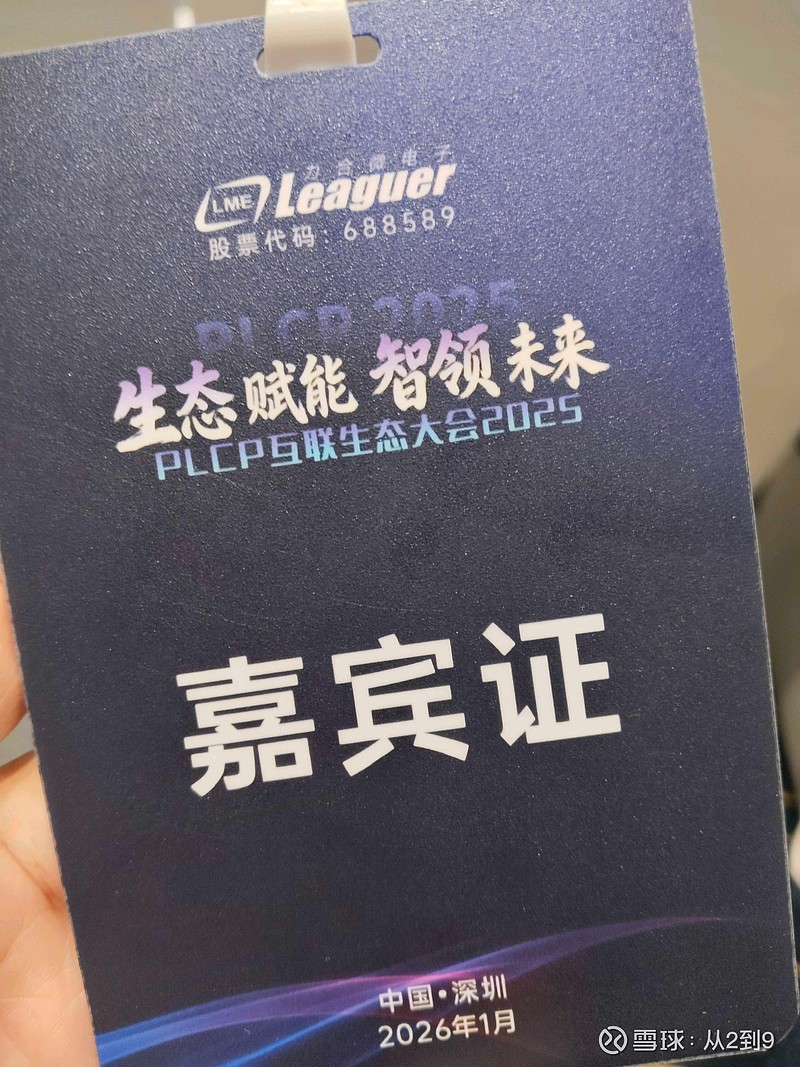 力合微电子
LME Leaguer
股票代码：688589
PLCP 2025
生态赋能 智领未来
PLCP互联生态大会2025
嘉宾证
中国·深圳
2026年1月
雪球：从2到9